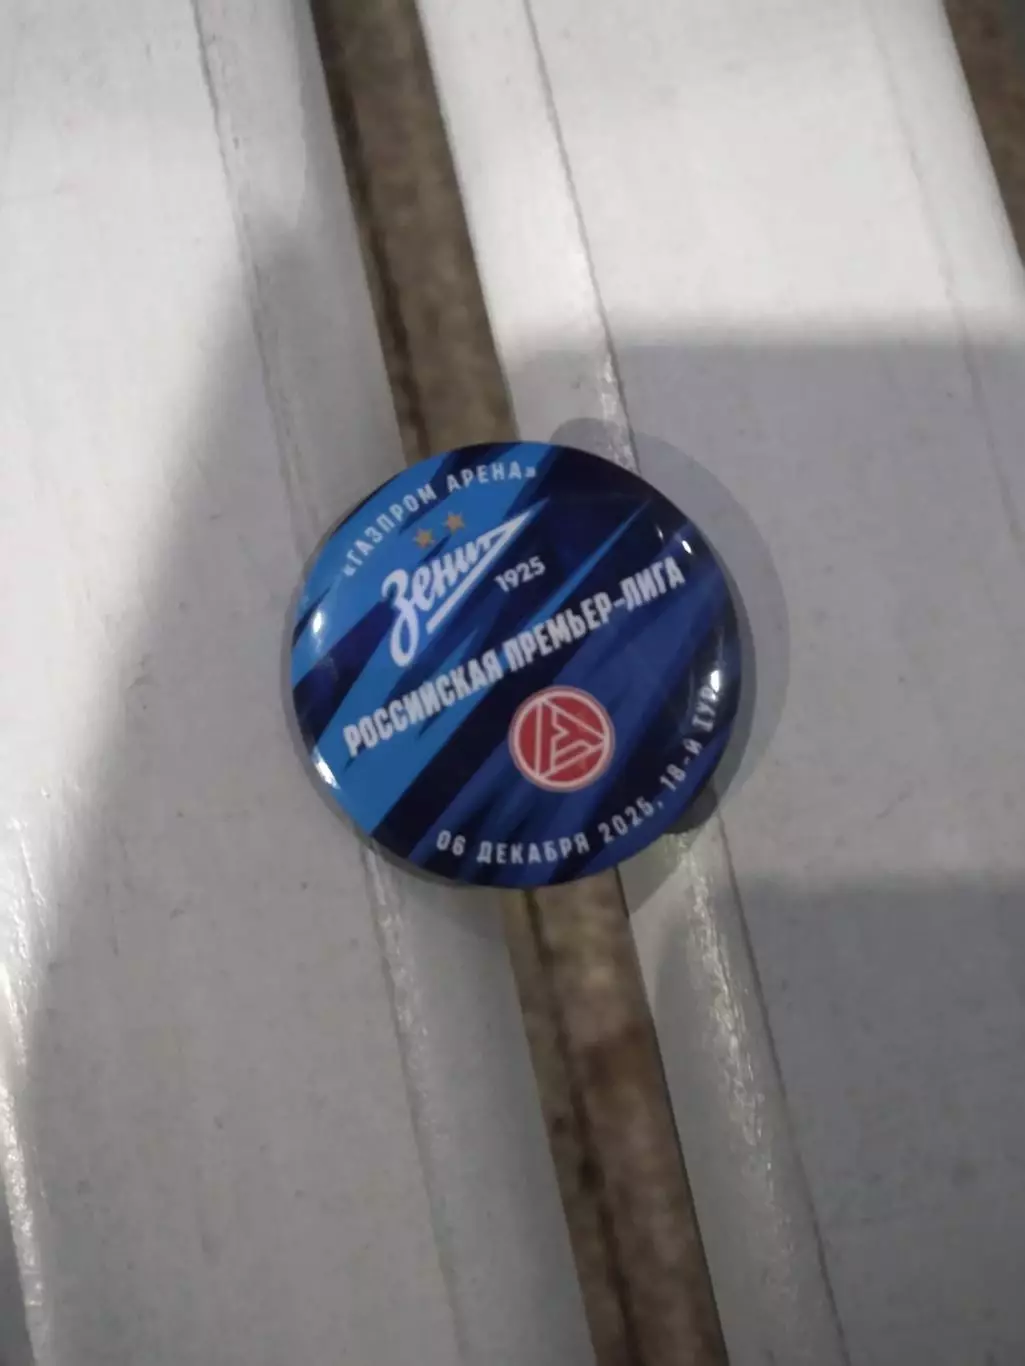 «ГАЗПРОМ АРЕНА»
Зенит
1925
РОССИЙСКАЯ ПРЕМЬЕР-ЛИГА
06 ДЕКАБРЯ 2025, 18-Й ТУР